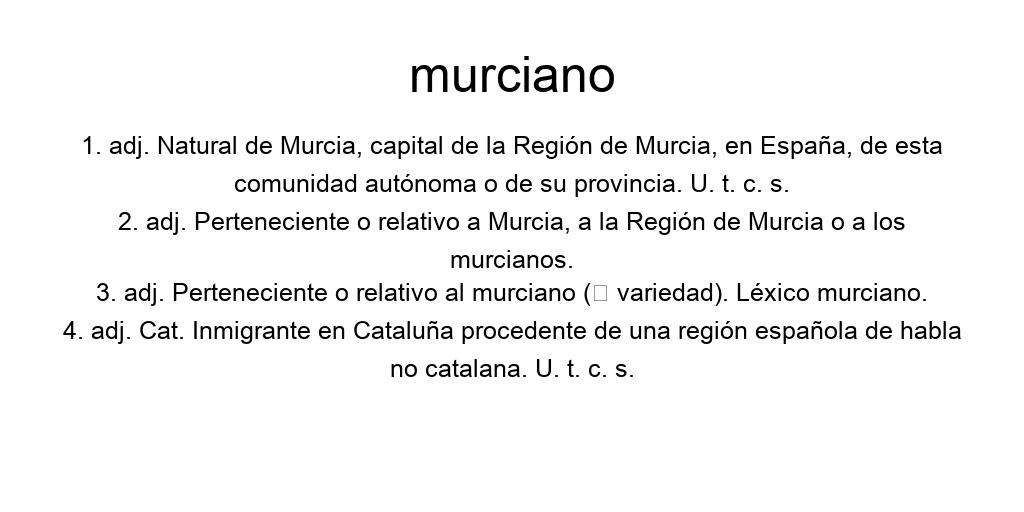 murciano
1. adj. Natural de Murcia, capital de la Región de Murcia, en España, de esta
comunidad autónoma o de su provincia. U. t. c. s.
2. adj. Perteneciente o relativo a Murcia, a la Región de Murcia o a los
murcianos.
3. adj. Perteneciente o relativo al murciano (▯ variedad). Léxico murciano.
4. adj. Cat. Inmigrante en Cataluña procedente de una región española de habla
no catalana. U. t. c. s.